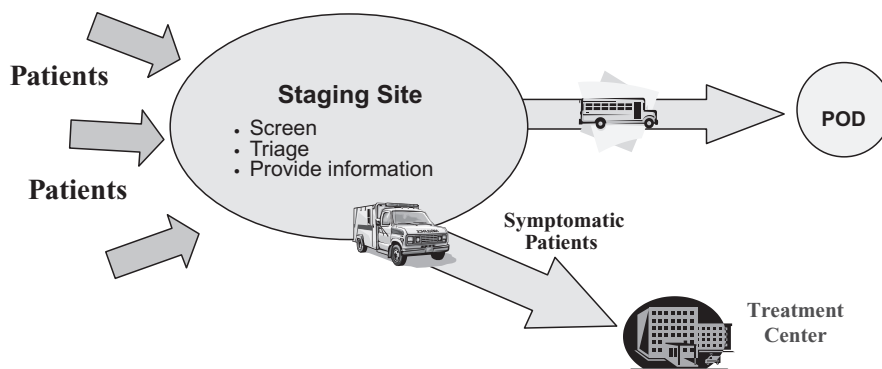 Patients
Patients
Staging Site
• Screen
• Triage
• Provide information
POD
Symptomatic
Patients
Treatment
Center